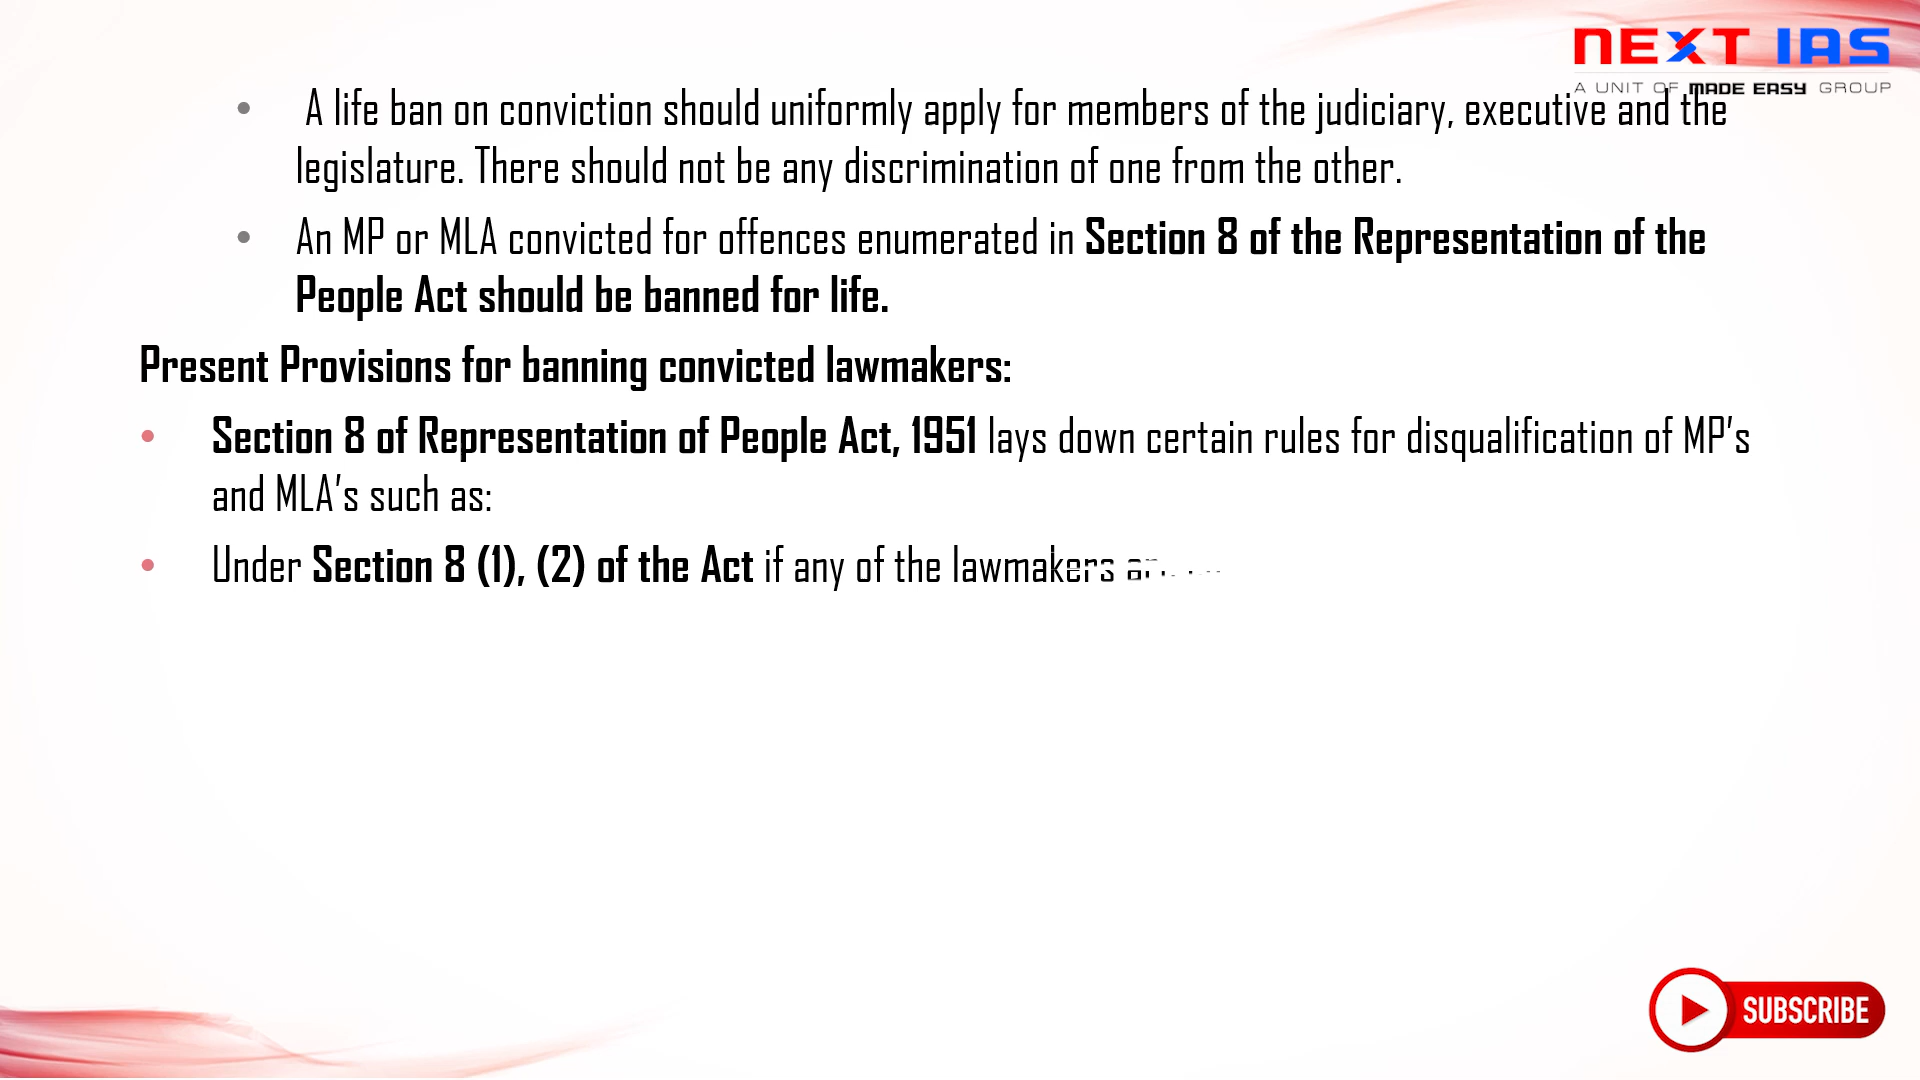 NEXT IAS
A UNIT OF MADE EASY GROUP
• A life ban on conviction should uniformly apply for members of the judiciary, executive and the
legislature. There should not be any discrimination of one from the other.
• An MP or MLA convicted for offences enumerated in Section 8 of the Representation of the
People Act should be banned for life.
Present Provisions for banning convicted lawmakers:
• Section 8 of Representation of People Act, 1951 lays down certain rules for disqualification of MP’s
and MLA’s such as:
• Under Section 8 (1), (2) of the Act if any of the lawmakers
SUBSCRIBE